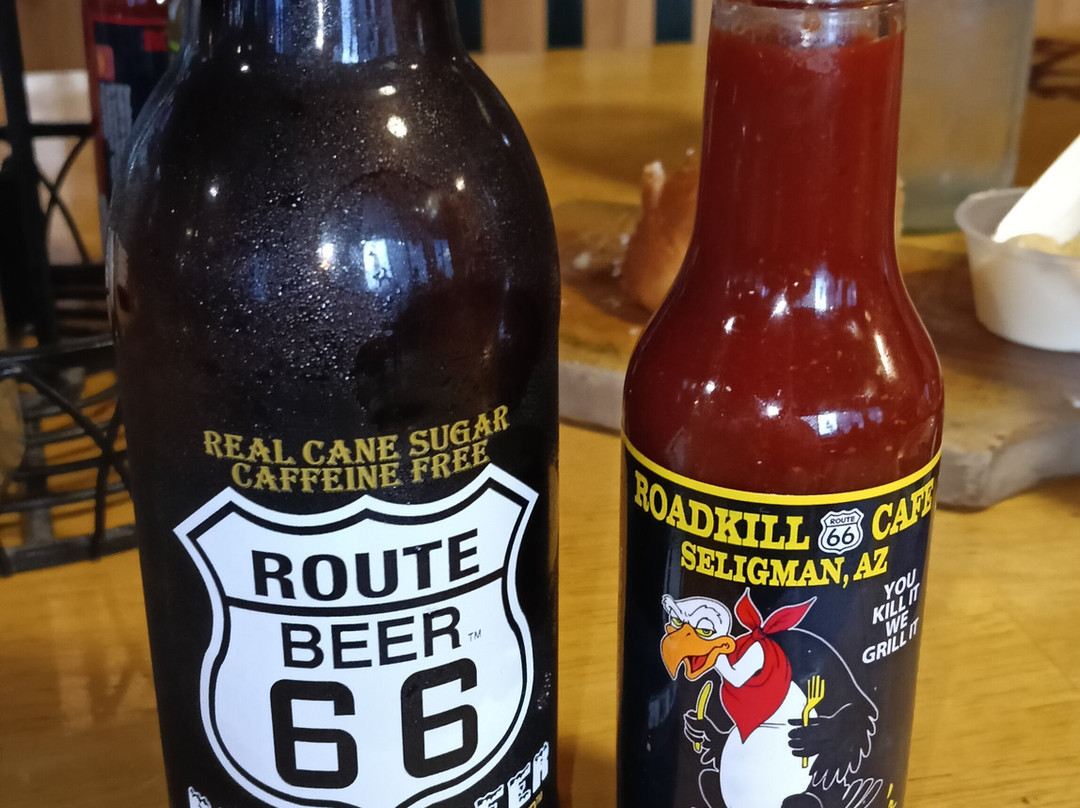 REAL CANE SUGAR
CAFFEINE FREE
ROUTE
BEER™
66
ROADKILL ROUTE 66 CAFE
SELIGMAN, AZ
YOU
KILL IT
WE
GRILL IT